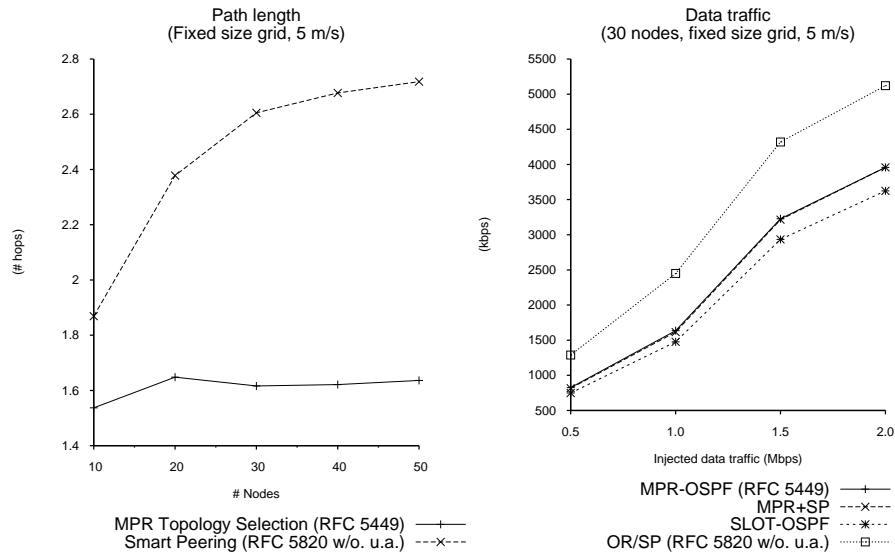 Path length
(Fixed size grid, 5 m/s)
2.8
2.6
2.4
2.2
2
1.8
1.6
1.4
(# hops)
10
20
30
40
50
# Nodes
MPR Topology Selection (RFC 5449)
Smart Peering (RFC 5820 w/o. u.a.)
Data traffic
(30 nodes, fixed size grid, 5 m/s)
5500
5000
4500
4000
3500
3000
2500
2000
1500
1000
500
(kbps)
0.5
1.0
1.5
2.0
Injected data traffic (Mbps)
MPR-OSPF (RFC 5449)
MPR+SP
SLOT-OSPF
OR/SP (RFC 5820 w/o. u.a.)